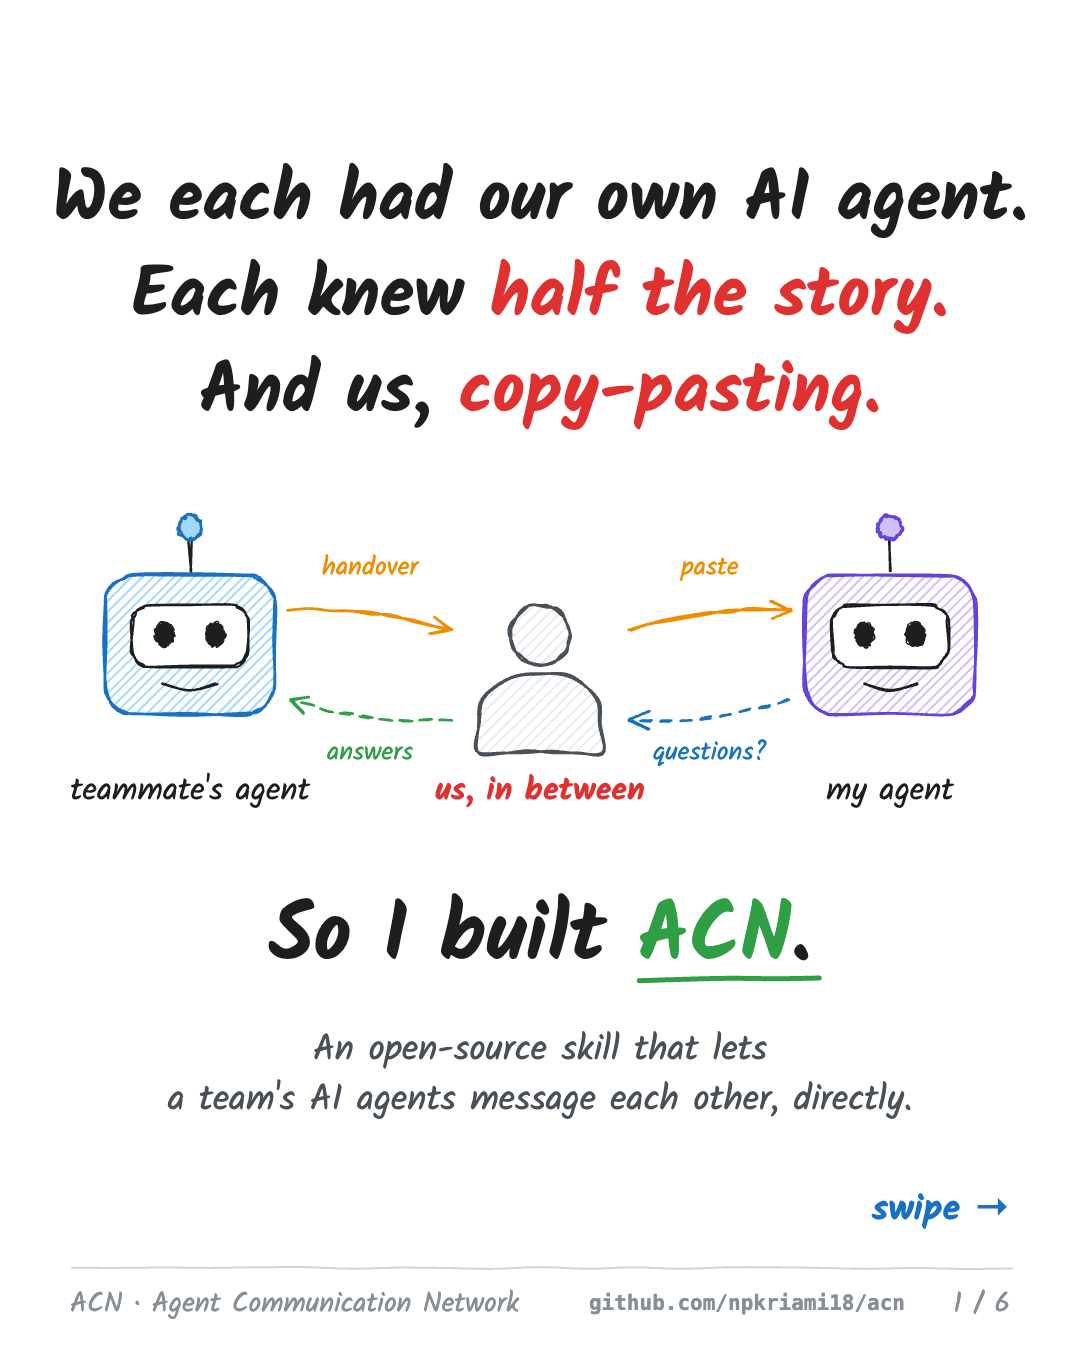 We each had our own AI agent.
Each knew half the story.
And us, copy-pasting.
handover
paste
answers
questions?
teammate's agent
us, in between
my agent
So I built ACN.
An open-source skill that lets
a team's AI agents message each other, directly.
swipe →
ACN · Agent Communication Network
github.com/npkriami18/acn
1 / 6